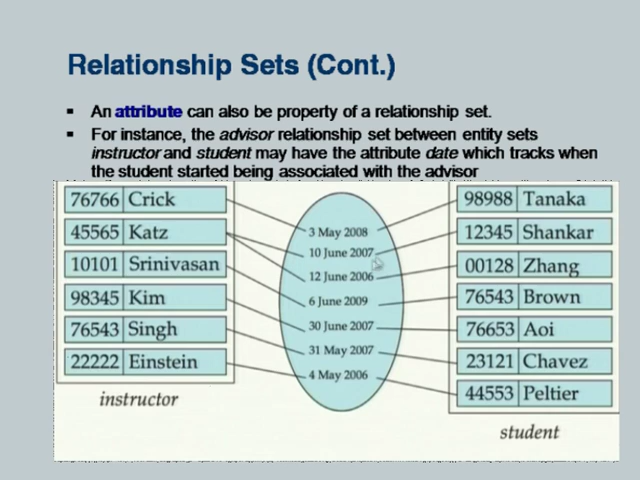 Relationship Sets (Cont.)
An attribute can also be property of a relationship set.
For instance, the advisor relationship set between entity sets
instructor and student may have the attribute date which tracks when
the student started being associated with the advisor
76766 Crick
45565 Katz
10101 Srinivasan
98345 Kim
76543 Singh
22222 Einstein
instructor
3 May 2008
10 June 2007
12 June 2006
6 June 2009
30 June 2007
31 May 2007
4 May 2006
98988 Tanaka
12345 Shankar
00128 Zhang
76543 Brown
76653 Aoi
23121 Chavez
44553 Peltier
student